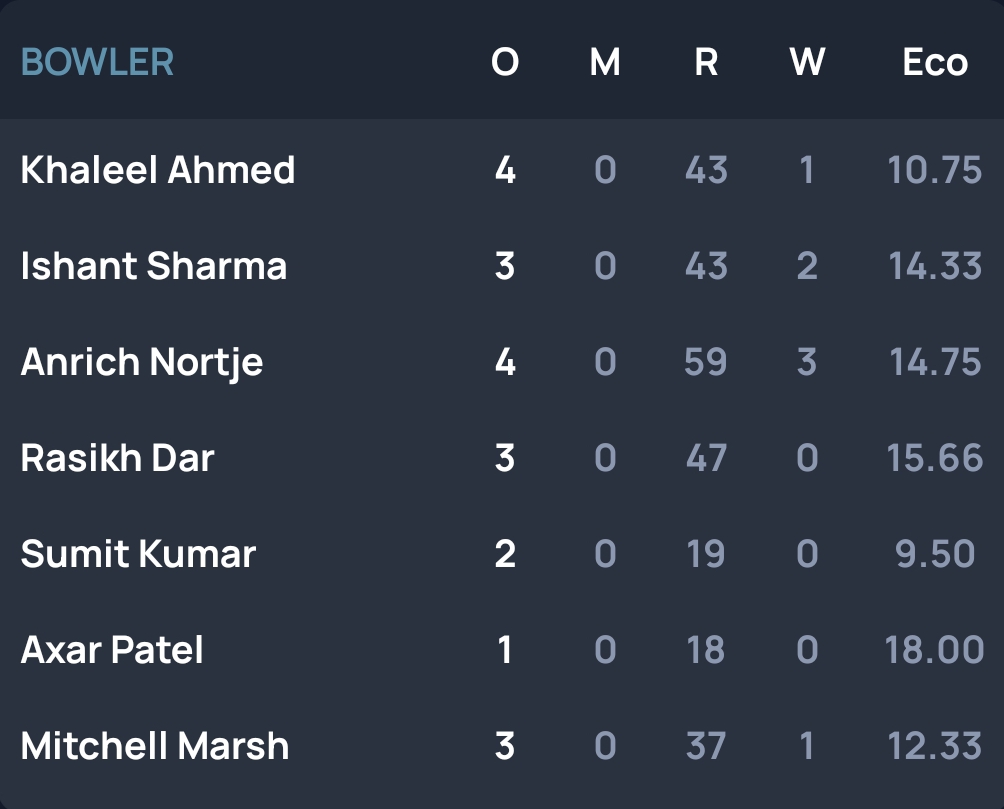 BOWLER O M R W Eco
Khaleel Ahmed 4 0 43 1 10.75
Ishant Sharma 3 0 43 2 14.33
Anrich Nortje 4 0 59 3 14.75
Rasikh Dar 3 0 47 0 15.66
Sumit Kumar 2 0 19 0 9.50
Axar Patel 1 0 18 0 18.00
Mitchell Marsh 3 0 37 1 12.33